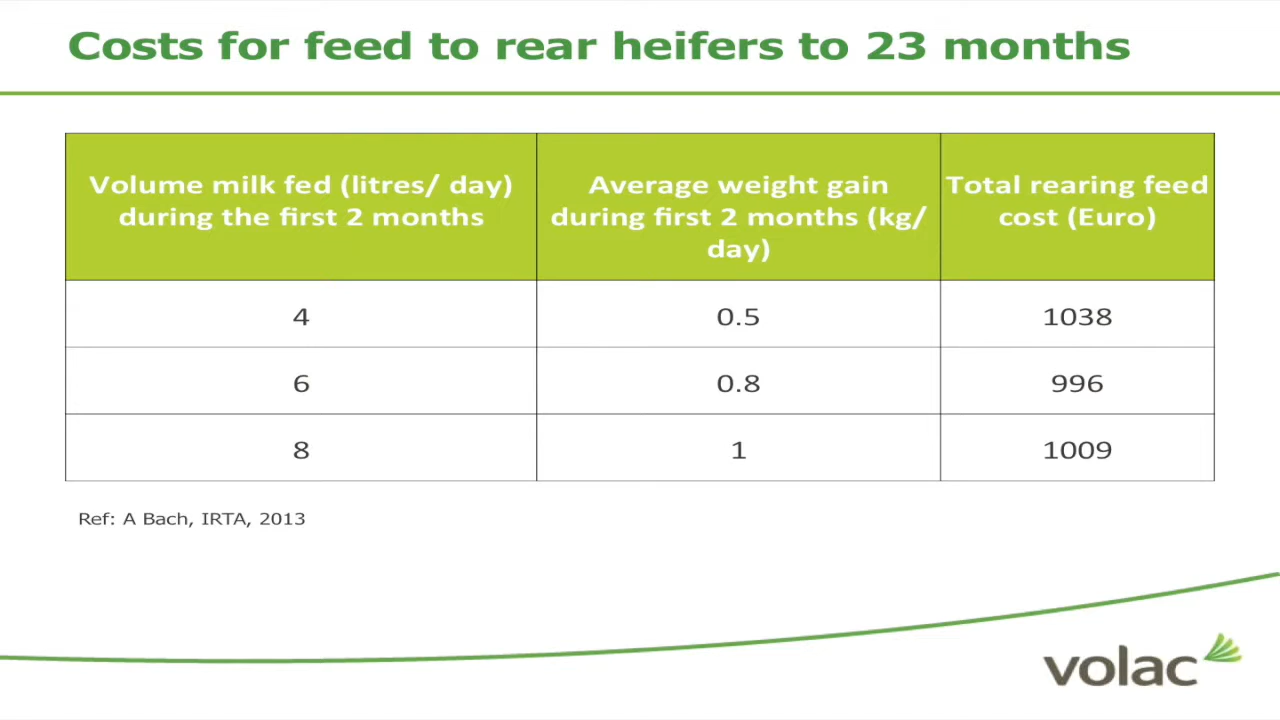 Costs for feed to rear heifers to 23 months
Volume milk fed (litres/ day)
during the first 2 months
Average weight gain
during first 2 months (kg/
day)
Total rearing feed
cost (Euro)
4
0.5
1038
6
0.8
996
8
1
1009
Ref: A Bach, IRTA, 2013
volac